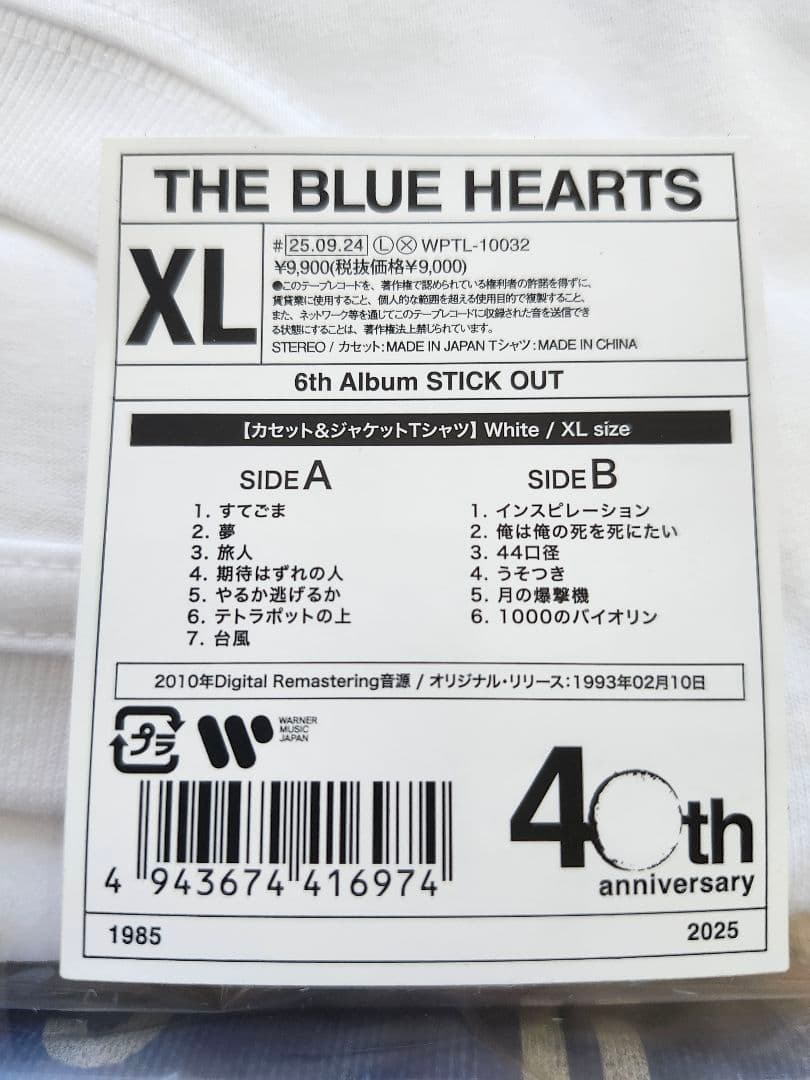 THE BLUE HEARTS
XL
#25.09.24 Ⓛ Ⓧ WPTL-10032
¥9,900(税抜価格¥9,000)
●このテープレコードを、著作権で認められている権利者の許諾を得ずに、
賃貸業に使用すること、個人的な範囲を超える使用目的で複製すること、
また、ネットワーク等を通じてこのテープレコードに収録された音を送信でき
る状態にすることは、著作権法上禁じられています。
STEREO / カセット:MADE IN JAPAN Tシャツ:MADE IN CHINA
6th Album STICK OUT
【カセット&ジャケットTシャツ】White / XL size
SIDE A
1. すてごま
2. 夢
3. 旅人
4. 期待はずれの人
5. やるか逃げるか
6. テトラポットの上
7. 台風
SIDE B
1. インスピレーション
2. 俺は俺の死を死にたい
3. 44口径
4. うそつき
5. 月の爆撃機
6. 1000のバイオリン
2010年Digital Remastering音源 / オリジナル・リリース:1993年02月10日
プラ
WARNER
MUSIC
JAPAN
4 943674 416974
40th
anniversary
1985
2025